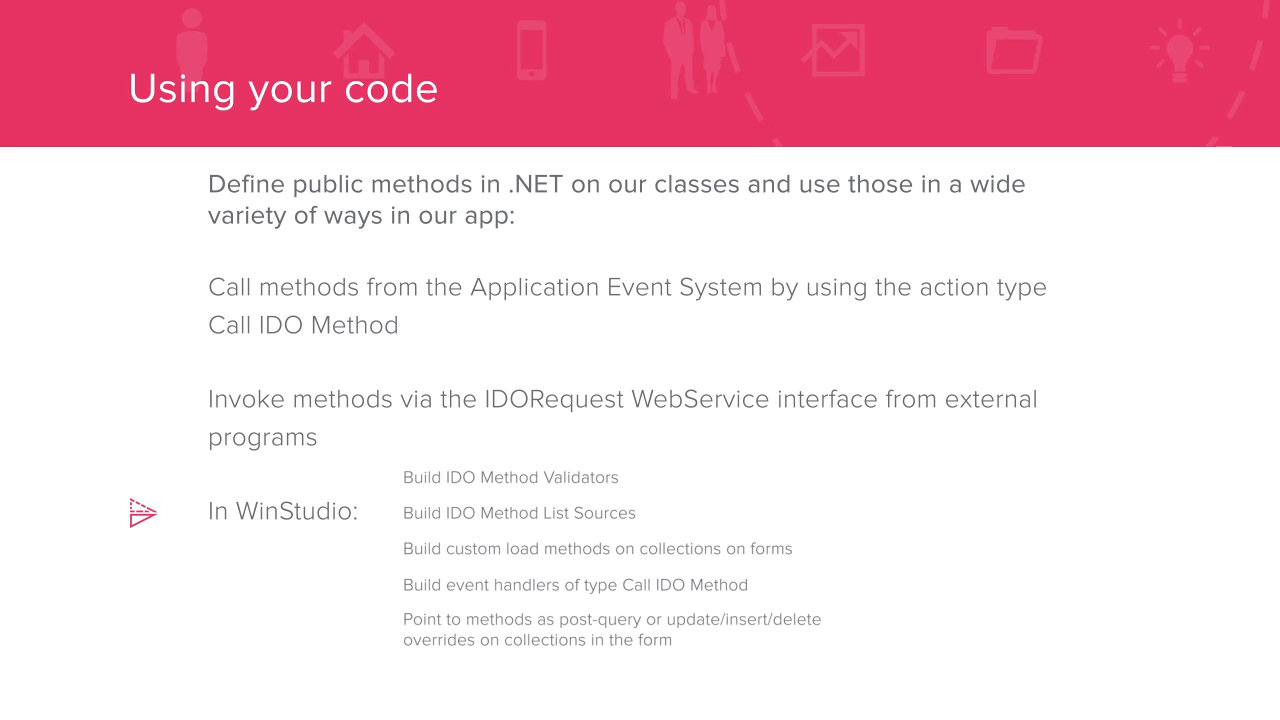 Using your code
Define public methods in .NET on our classes and use those in a wide
variety of ways in our app:
Call methods from the Application Event System by using the action type
Call IDO Method
Invoke methods via the IDORequest WebService interface from external
programs
In WinStudio:
Build IDO Method Validators
Build IDO Method List Sources
Build custom load methods on collections on forms
Build event handlers of type Call IDO Method
Point to methods as post-query or update/insert/delete
overrides on collections in the form